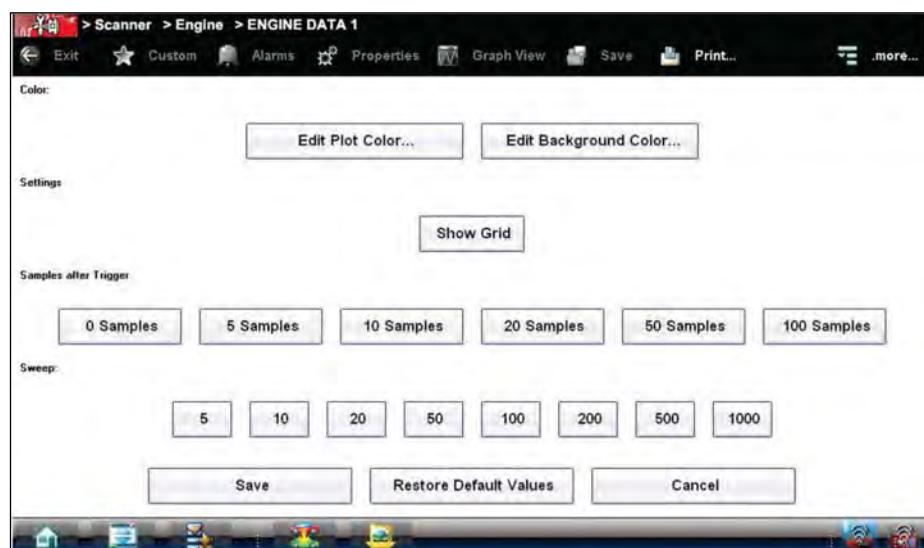 > Scanner > Engine > ENGINE DATA 1
Exit Custom Alarms Properties Graph View Save Print... .more...
Color:
Edit Plot Color... Edit Background Color...
Settings
Show Grid
Samples after Trigger
0 Samples 5 Samples 10 Samples 20 Samples 50 Samples 100 Samples
Sweep:
5 10 20 50 100 200 500 1000
Save Restore Default Values Cancel